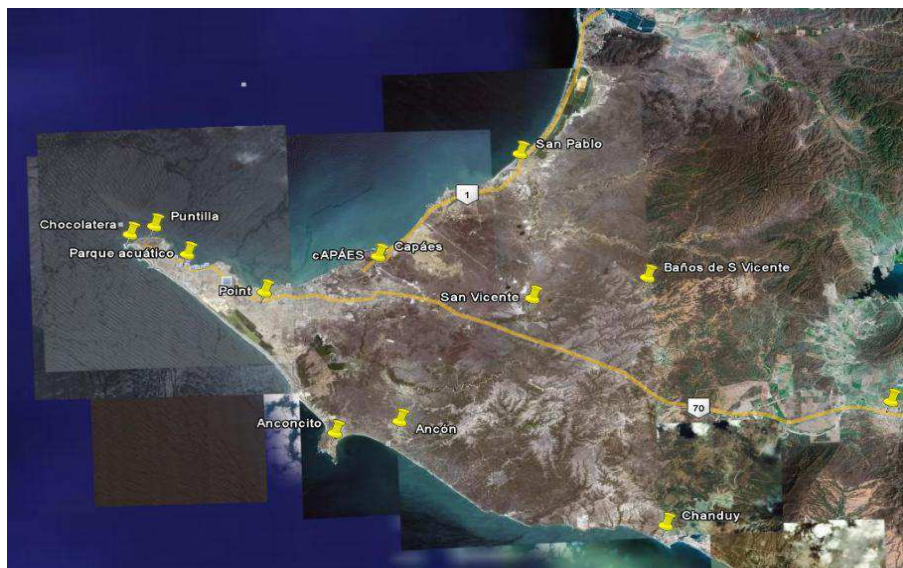 San Pablo
1
Puntilla
Chocolatera
Parque acuático
cAPÁES
Capáes
Baños de S Vicente
Point
San Vicente
70
Anconcito
Ancón
Chanduy